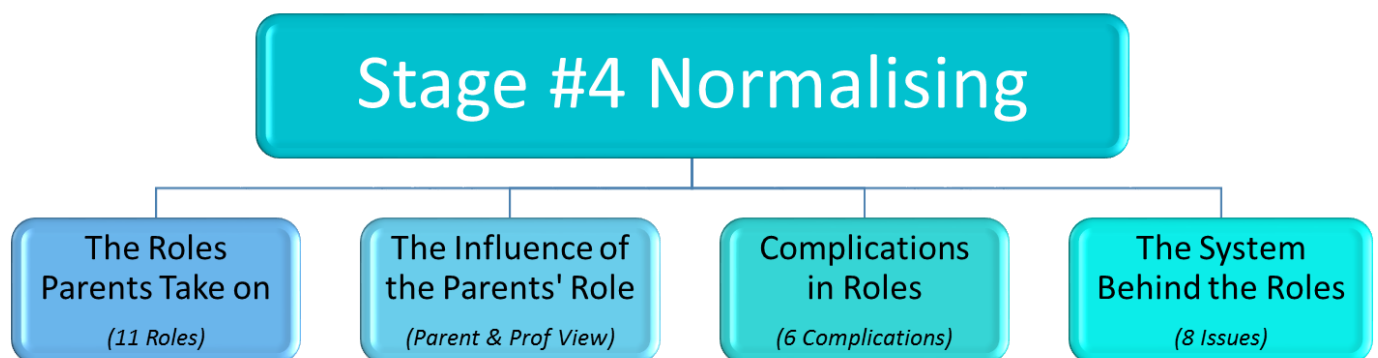 Stage #4 Normalising
The Roles
Parents Take on
(11 Roles)
The Influence of
the Parents' Role
(Parent & Prof View)
Complications
in Roles
(6 Complications)
The System
Behind the Roles
(8 Issues)